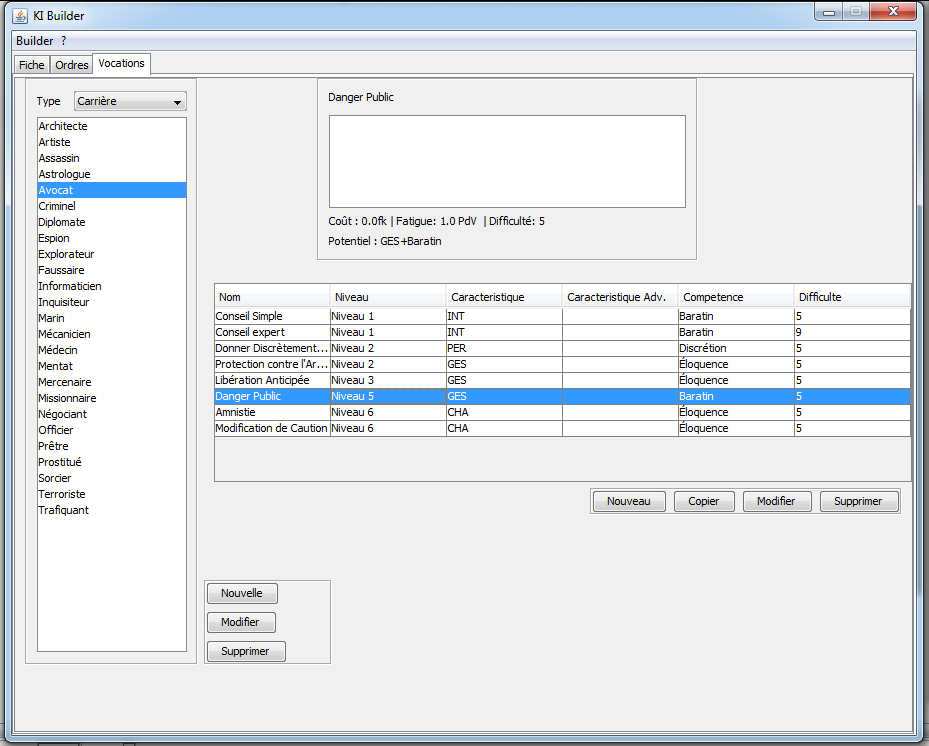 KI Builder
Builder ?
Fiche Ordres Vocations
Type Carrière
Architecte
Artiste
Assassin
Astrologue
Avocat
Criminel
Diplomate
Espion
Explorateur
Faussaire
Informaticien
Inquisiteur
Marin
Mécanicien
Médecin
Mentat
Mercenaire
Missionnaire
Négociant
Officier
Prêtre
Prostitué
Sorcier
Terroriste
Trafiquant
Danger Public
Coût : 0.0fk | Fatigue: 1.0 PdV | Difficulté: 5
Potentiel : GES+Baratin
Nom Niveau Caracteristique Caracteristique Adv. Competence Difficulte
Conseil Simple Niveau 1 INT Baratin 5
Conseil expert Niveau 1 INT Baratin 9
Donner Discrètement... Niveau 2 PER Discrétion 5
Protection contre l'Ar... Niveau 2 GES Éloquence 5
Libération Anticipée Niveau 3 GES Éloquence 5
Danger Public Niveau 5 GES Baratin 5
Amnistie Niveau 6 CHA Éloquence 5
Modification de Caution Niveau 6 CHA Éloquence 5
Nouveau Copier Modifier Supprimer
Nouvelle
Modifier
Supprimer